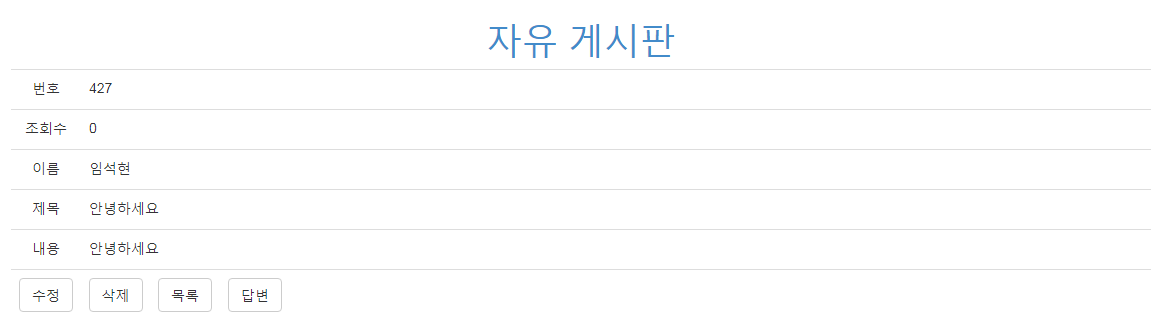 자유 게시판
번호 427
조회수 0
이름 임석현
제목 안녕하세요
내용 안녕하세요
수정 삭제 목록 답변